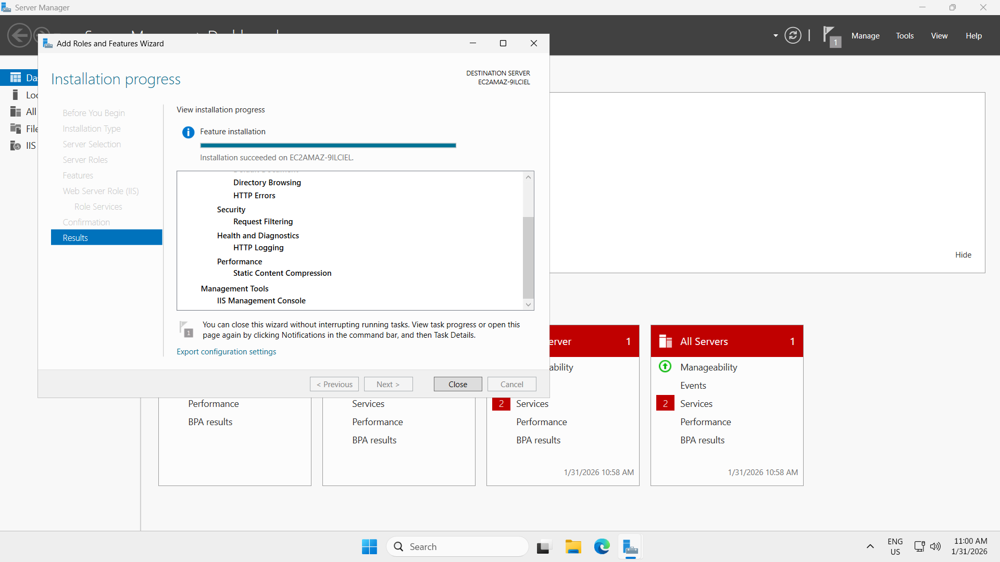 Server Manager
Manage
Tools
View
Help
1
Add Roles and Features Wizard
Installation progress
DESTINATION SERVER
EC2AMAZ-9ILCIEL
Before You Begin
Installation Type
Server Selection
Server Roles
Features
Web Server Role (IIS)
Role Services
Confirmation
Results
All
IIS
View installation progress
Feature installation
Installation succeeded on EC2AMAZ-9ILCIEL.
Directory Browsing
HTTP Errors
Security
Request Filtering
Health and Diagnostics
HTTP Logging
Performance
Static Content Compression
Management Tools
IIS Management Console
1
You can close this wizard without interrupting running tasks. View task progress or open this
page again by clicking Notifications in the command bar, and then Task Details.
Export configuration settings
< Previous
Next >
Close
Cancel
Hide
Performance
BPA results
Services
Performance
BPA results
1
2 Services
Performance
BPA results
1/31/2026 10:58 AM
All Servers 1
Manageability
Events
2 Services
Performance
BPA results
1/31/2026 10:58 AM
Search
ENG
US
11:00 AM
1/31/2026